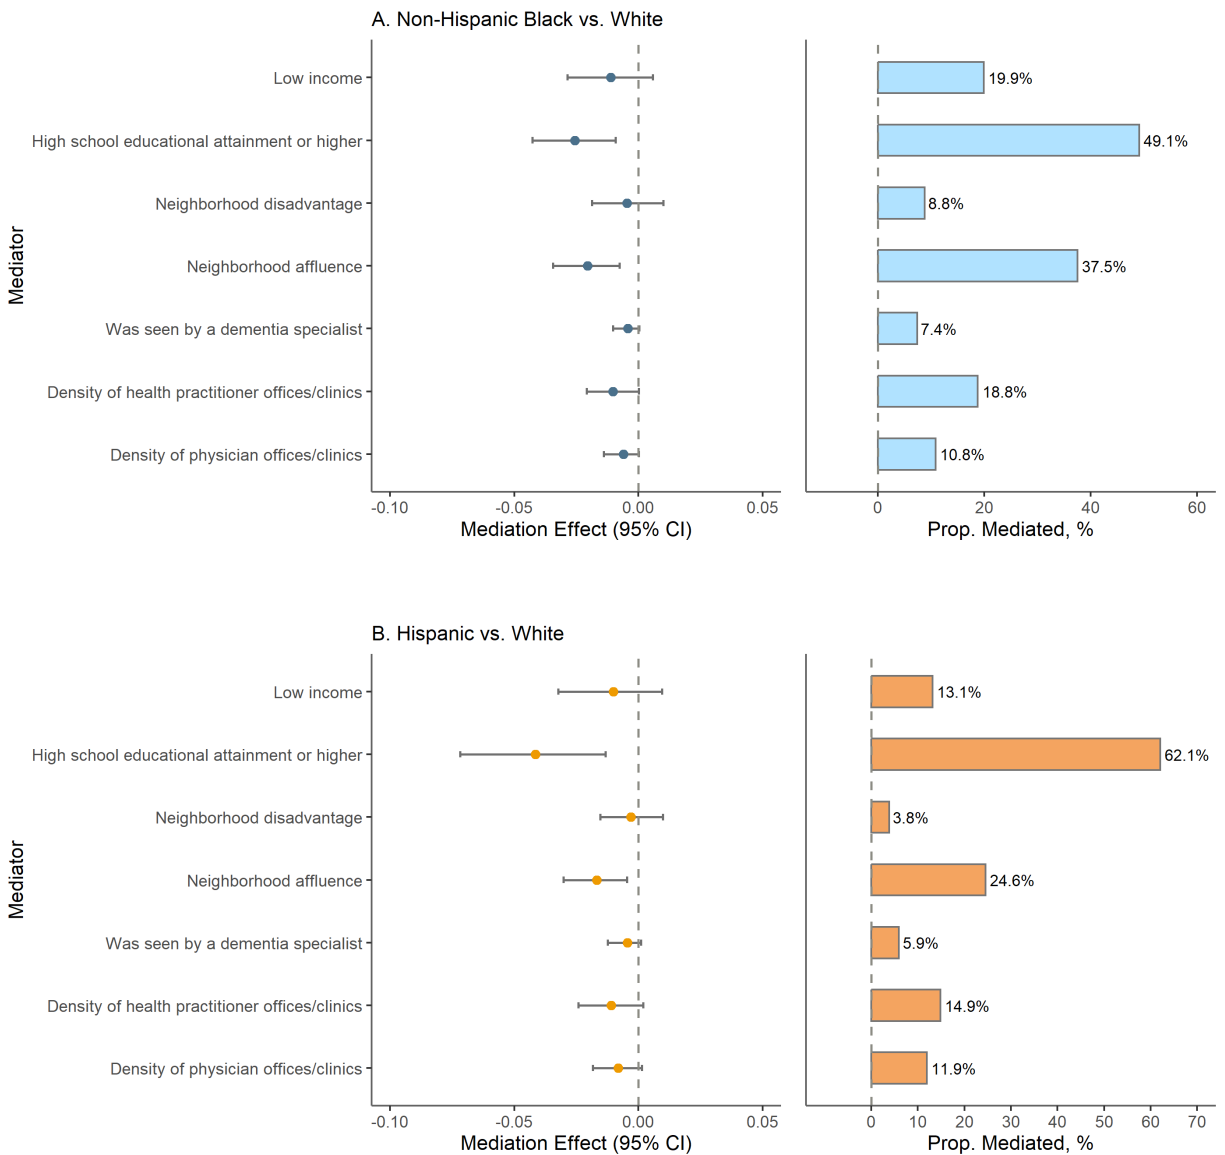 A. Non-Hispanic Black vs. White
Mediator
Low income
High school educational attainment or higher
Neighborhood disadvantage
Neighborhood affluence
Was seen by a dementia specialist
Density of health practitioner offices/clinics
Density of physician offices/clinics
-0.10 -0.05 0.00 0.05
Mediation Effect (95% CI)
19.9%
49.1%
8.8%
37.5%
7.4%
18.8%
10.8%
0 20 40 60
Prop. Mediated, %
B. Hispanic vs. White
Mediator
Low income
High school educational attainment or higher
Neighborhood disadvantage
Neighborhood affluence
Was seen by a dementia specialist
Density of health practitioner offices/clinics
Density of physician offices/clinics
-0.10 -0.05 0.00 0.05
Mediation Effect (95% CI)
13.1%
62.1%
3.8%
24.6%
5.9%
14.9%
11.9%
0 10 20 30 40 50 60 70
Prop. Mediated, %